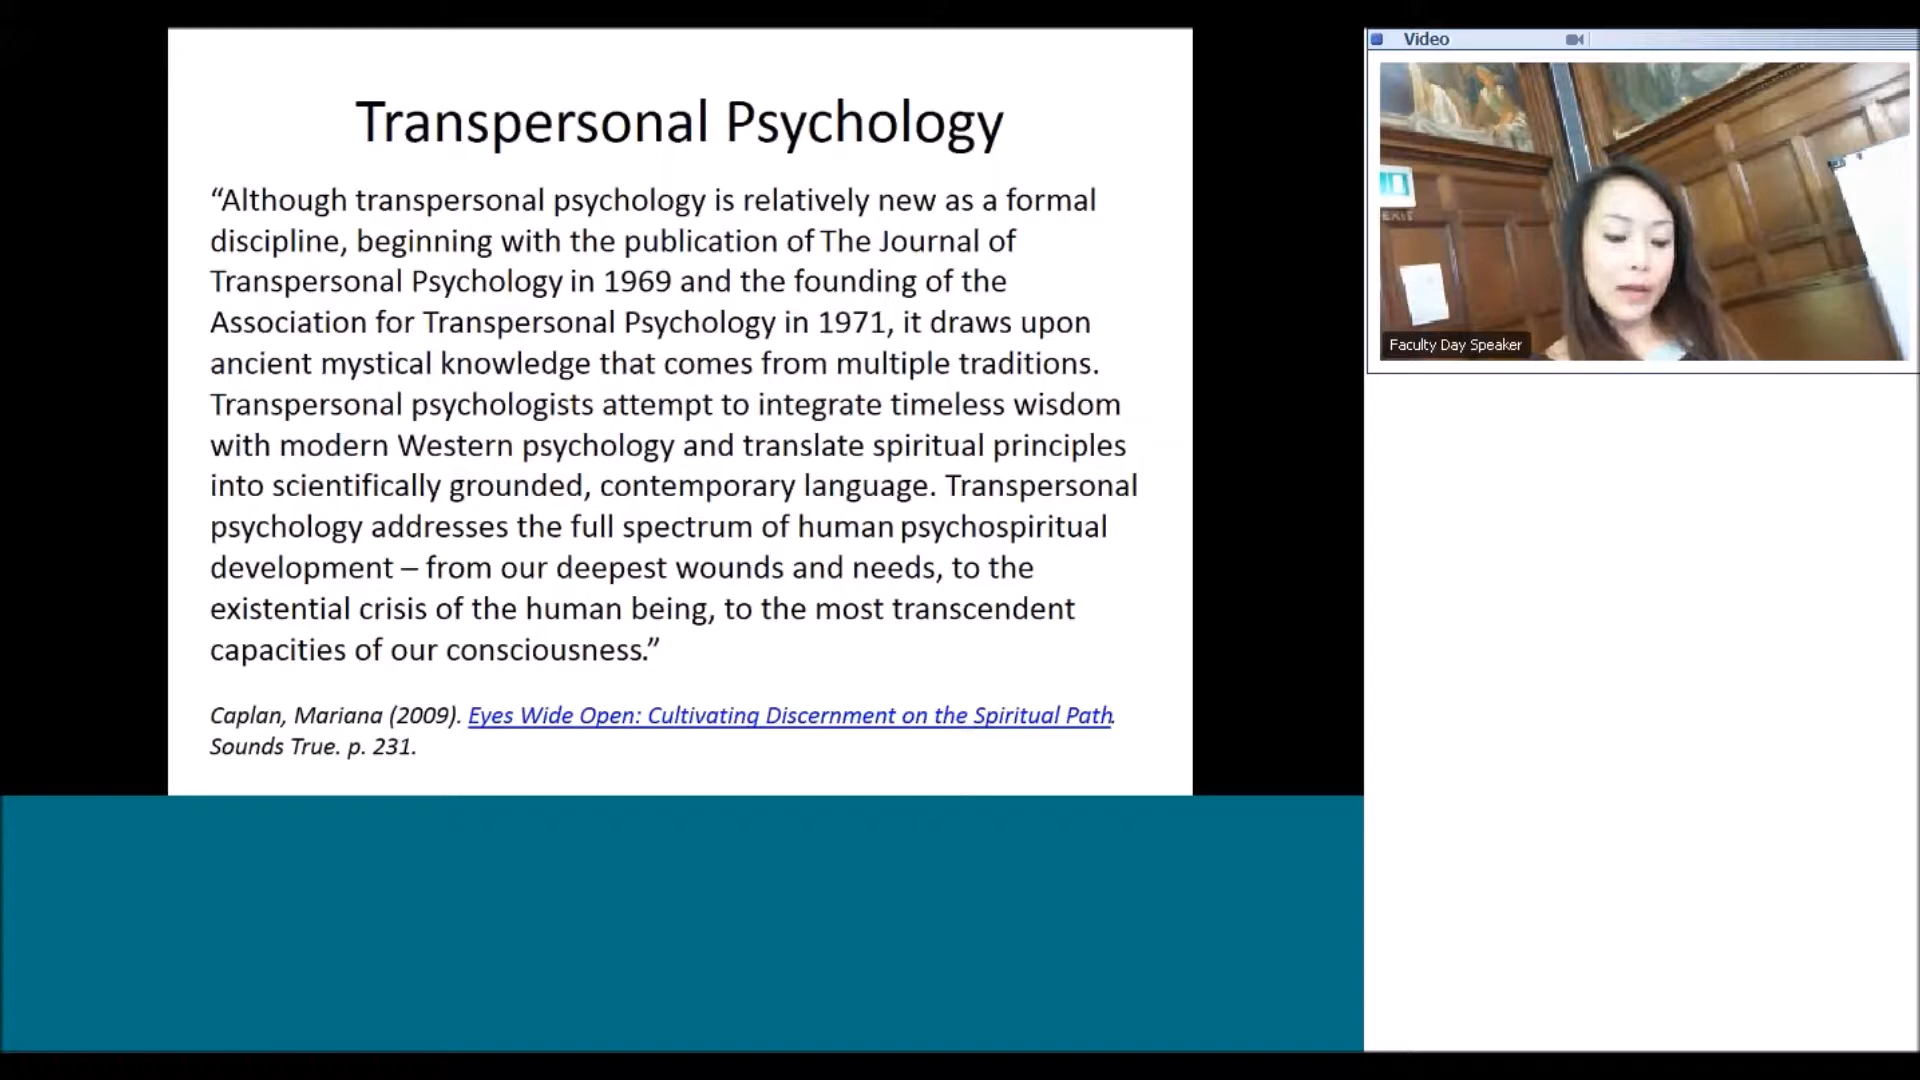 Transpersonal Psychology
“Although transpersonal psychology is relatively new as a formal
discipline, beginning with the publication of The Journal of
Transpersonal Psychology in 1969 and the founding of the
Association for Transpersonal Psychology in 1971, it draws upon
ancient mystical knowledge that comes from multiple traditions.
Transpersonal psychologists attempt to integrate timeless wisdom
with modern Western psychology and translate spiritual principles
into scientifically grounded, contemporary language. Transpersonal
psychology addresses the full spectrum of human psychospiritual
development – from our deepest wounds and needs, to the
existential crisis of the human being, to the most transcendent
capacities of our consciousness.”
Caplan, Mariana (2009). Eyes Wide Open: Cultivating Discernment on the Spiritual Path.
Sounds True. p. 231.
Video
EXIT
Faculty Day Speaker